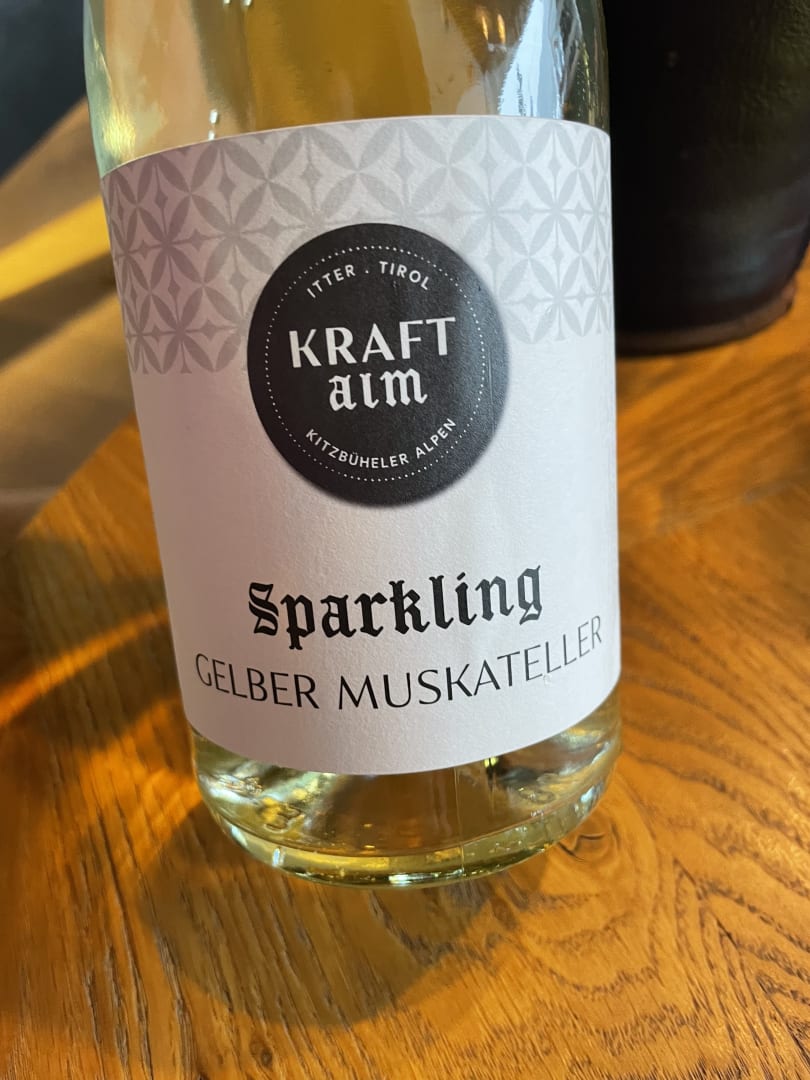 ITTER . TIROL
KRAFT
alm
KITZBÜHELER ALPEN
Sparkling
GELBER MUSKATELLER